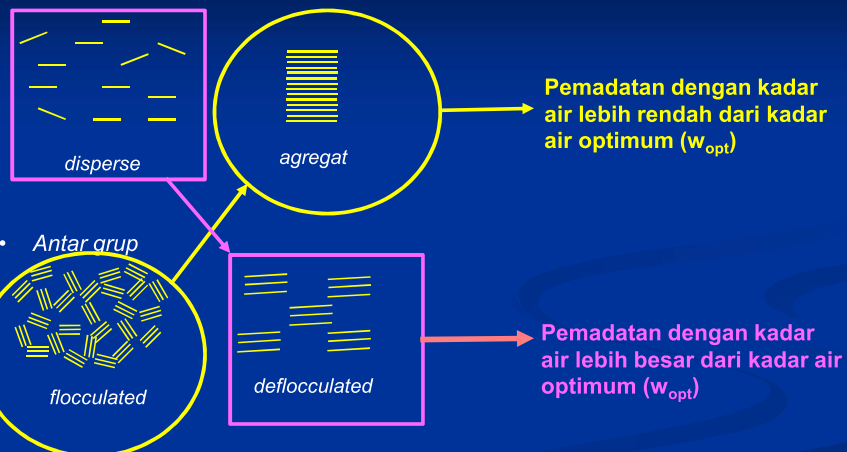 disperse
agregat
Pemadatan dengan kadar
air lebih rendah dari kadar
air optimum (wopt)
• Antar grup
flocculated
deflocculated
Pemadatan dengan kadar
air lebih besar dari kadar air
optimum (wopt)